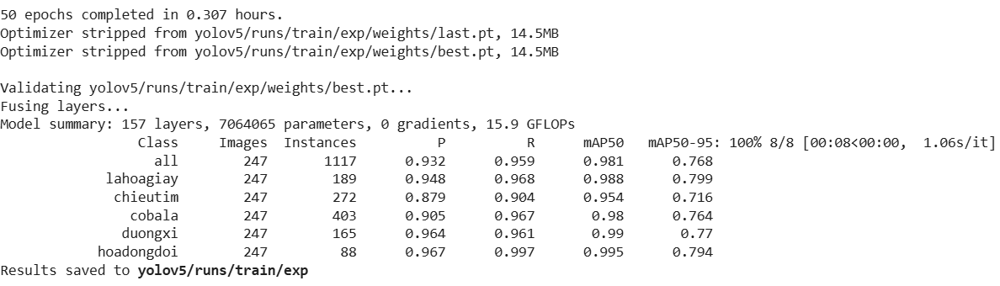 50 epochs completed in 0.307 hours.
Optimizer stripped from yolov5/runs/train/exp/weights/last.pt, 14.5MB
Optimizer stripped from yolov5/runs/train/exp/weights/best.pt, 14.5MB
Validating yolov5/runs/train/exp/weights/best.pt...
Fusing layers...
Model summary: 157 layers, 7064065 parameters, 0 gradients, 15.9 GFLOPs
Class Images Instances P R mAP50 mAP50-95: 100% 8/8 [00:08<00:00, 1.06s/it]
all 247 1117 0.932 0.959 0.981 0.768
lahoagiay 247 189 0.948 0.968 0.988 0.799
chieutim 247 272 0.879 0.904 0.954 0.716
cobala 247 403 0.905 0.967 0.98 0.764
duongxi 247 165 0.964 0.961 0.99 0.77
hoadongdoi 247 88 0.967 0.997 0.995 0.794
Results saved to yolov5/runs/train/exp